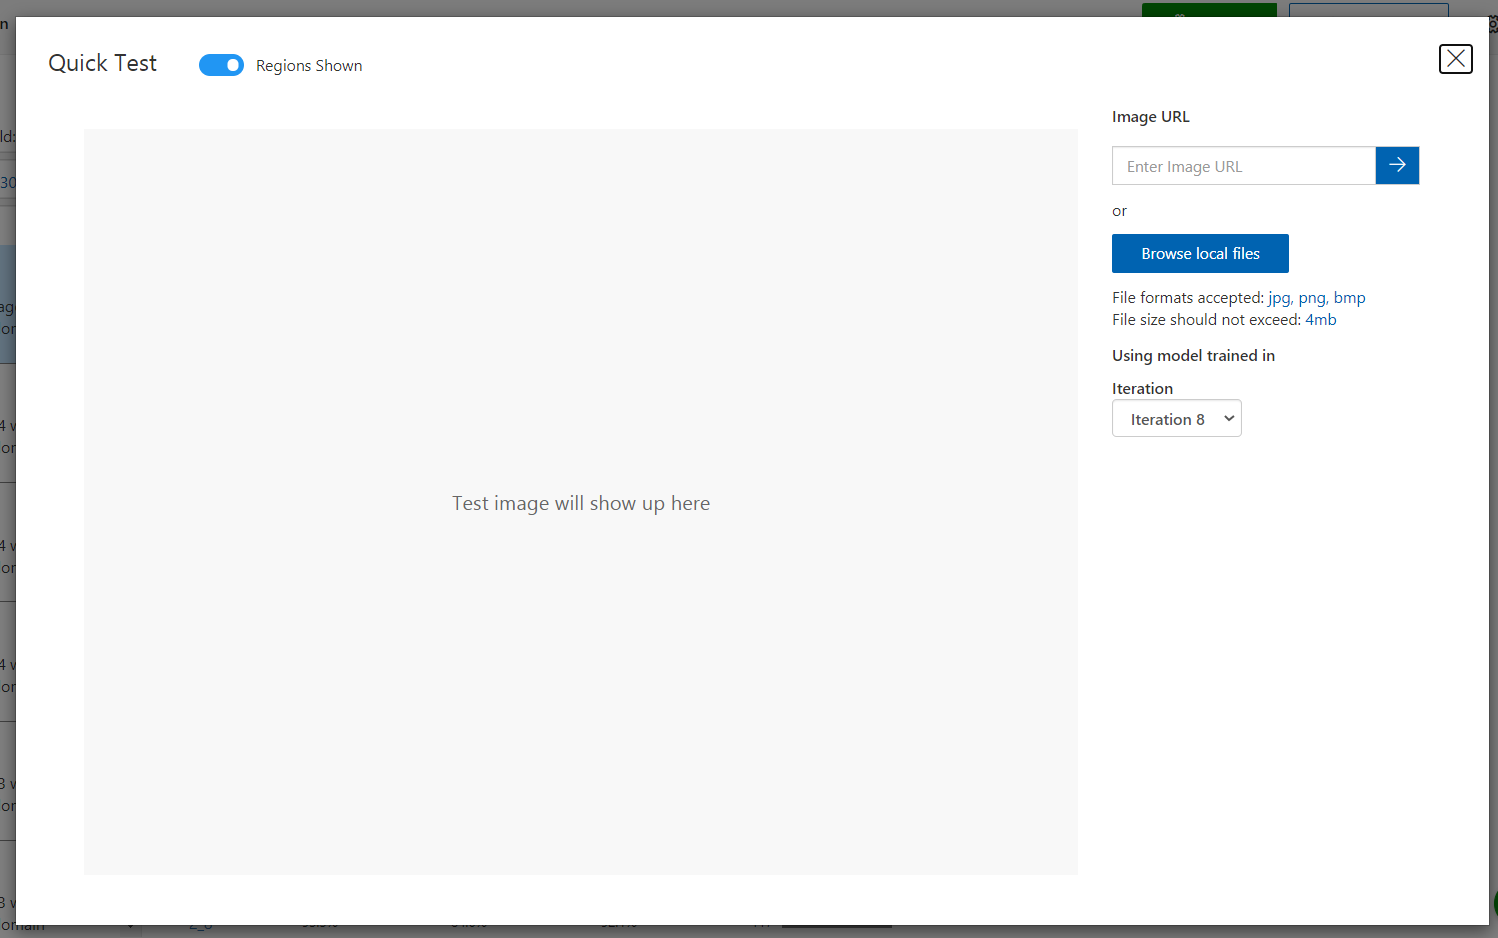 Quick Test
Regions Shown
Image URL
Enter Image URL
or
Browse local files
File formats accepted: jpg, png, bmp
File size should not exceed: 4mb
Using model trained in
Iteration
Iteration 8
Test image will show up here